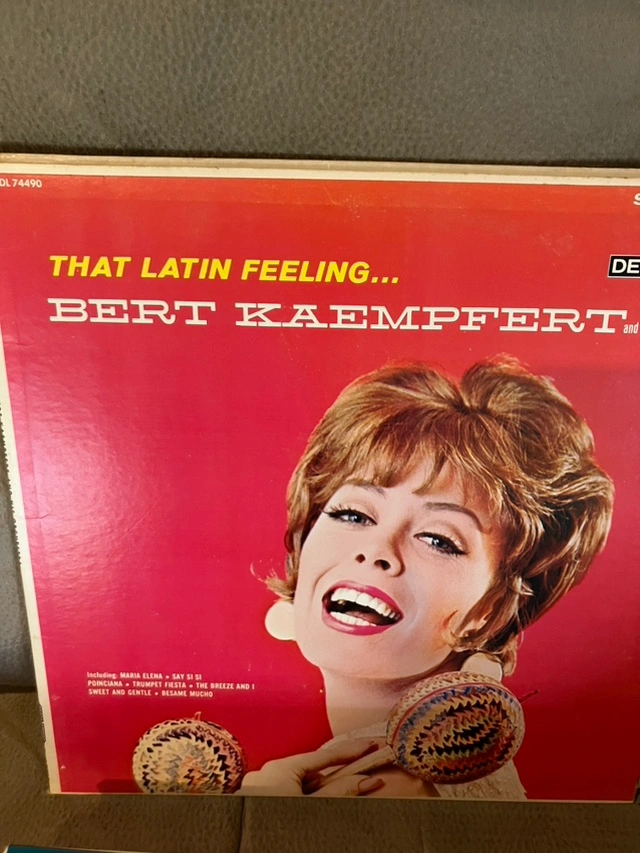 DL 74490
THAT LATIN FEELING...
DE
BERT KAEMPFERT and
Including: MARIA ELENA • SAY SI SI
POINCIANA • TRUMPET FIESTA • THE BREEZE AND I
SWEET AND GENTLE • BESAME MUCHO